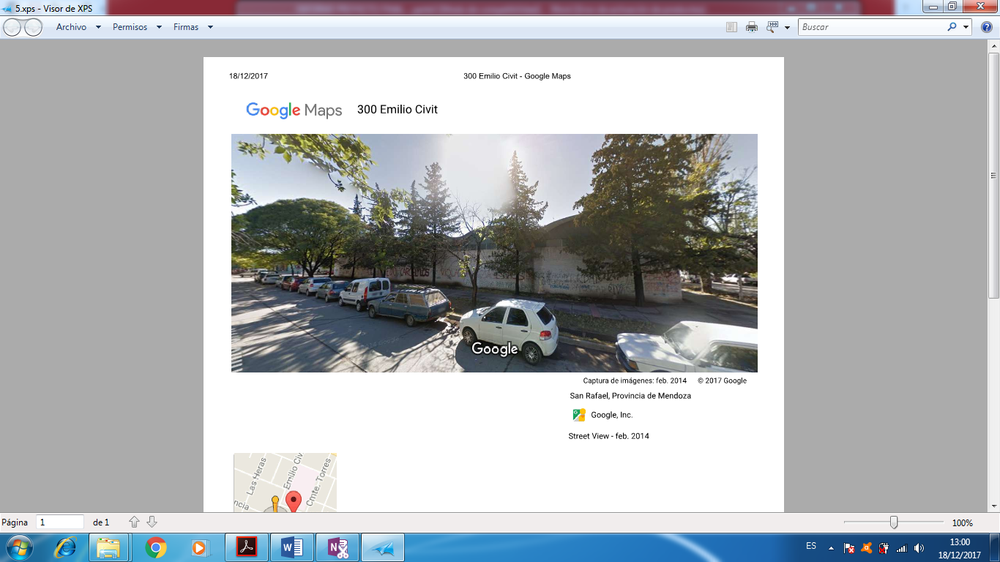 5.xps - Visor de XPS
Archivo Permisos Firmas
100
Buscar
18/12/2017 300 Emilio Civit - Google Maps
Google Maps 300 Emilio Civit
Google
Captura de imágenes: feb. 2014 © 2017 Google
San Rafael, Provincia de Mendoza
Google, Inc.
Street View - feb. 2014
Las Heras
Emilio Civ
Cmte. Torres
ncia
Página 1 de 1
100%
ES
13:00
18/12/2017